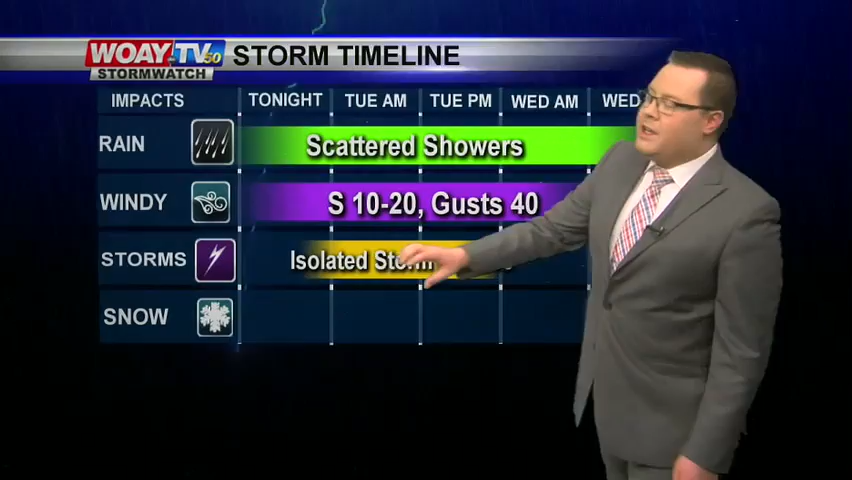 WOAY-TV 50
STORMWATCH
STORM TIMELINE
IMPACTS
TONIGHT
TUE AM
TUE PM
WED AM
WED
RAIN
Scattered Showers
WINDY
S 10-20, Gusts 40
STORMS
Isolated
SNOW